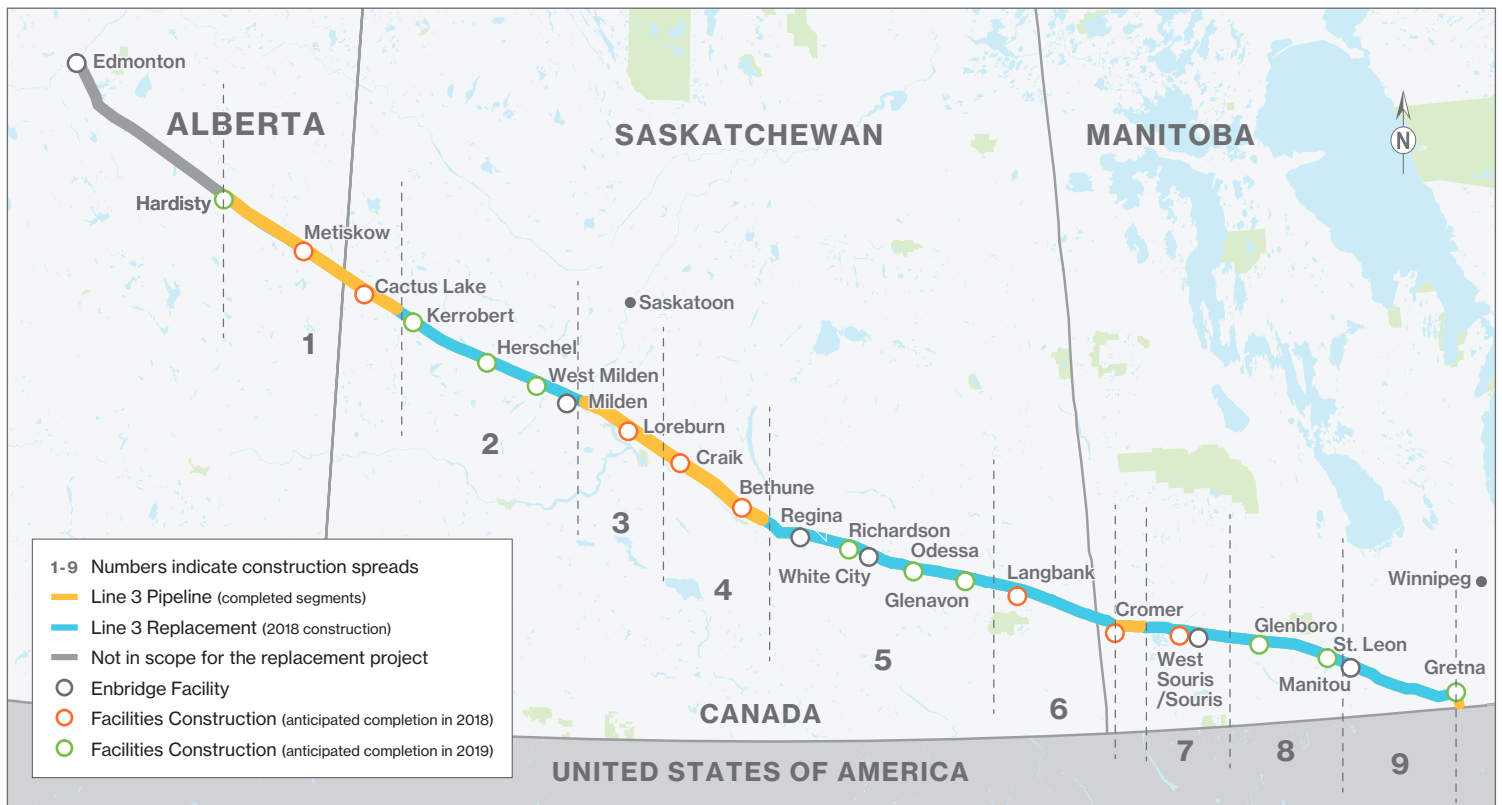 Edmonton
ALBERTA
SASKATCHEWAN
MANITOBA
N
Hardisty
Metiskow
Cactus Lake
Kerrobert
Saskatoon
1
Herschel
West Milden
Milden
Loreburn
2
Craik
Bethune
3
Regina
Richardson
White City
Odessa
Glenavon
Langbank
4
Cromer
Winnipeg
5
West
Souris
/Souris
Glenboro
St. Leon
Manitou
Gretna
6
CANADA
7
8
9
UNITED STATES OF AMERICA
1-9 Numbers indicate construction spreads
Line 3 Pipeline (completed segments)
Line 3 Replacement (2018 construction)
Not in scope for the replacement project
Enbridge Facility
Facilities Construction (anticipated completion in 2018)
Facilities Construction (anticipated completion in 2019)